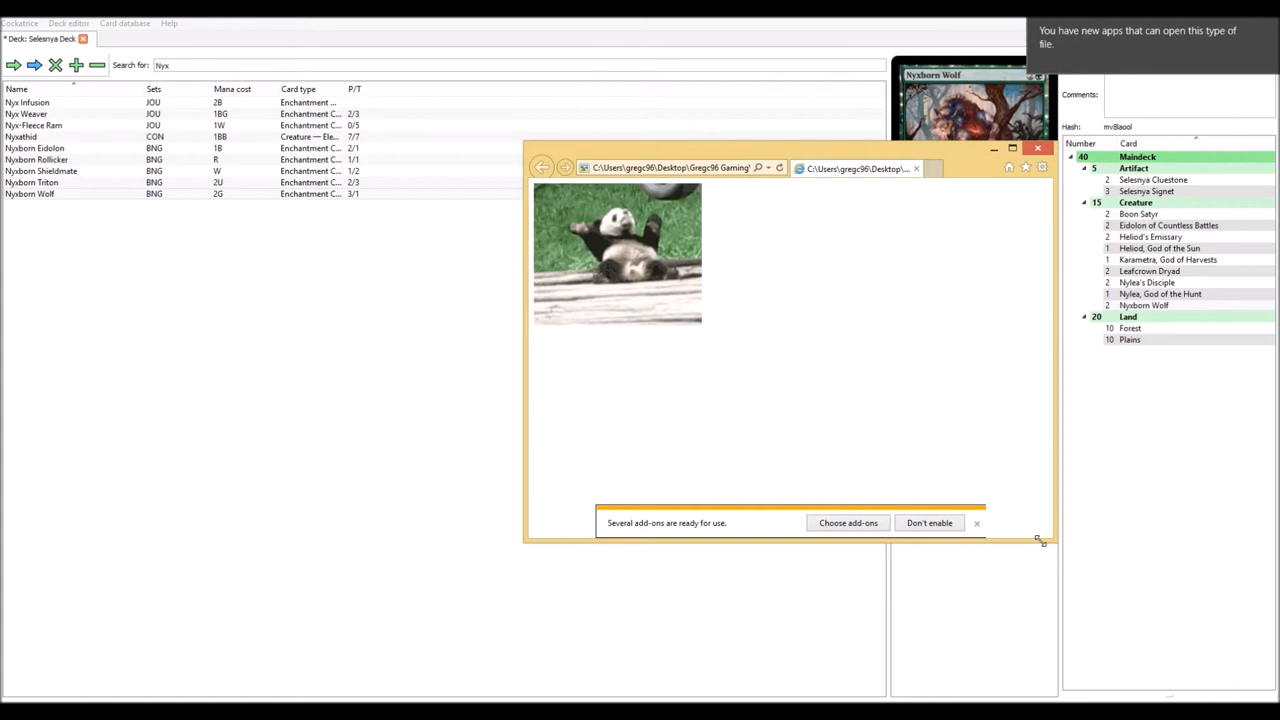 Cockatrice Deck editor Card database Help
* Deck: Selesnya Deck
Search for: Nyx
Name Sets Mana cost Card type P/T
Nyx Infusion JOU 2B Enchantment ...
Nyx Weaver JOU 1BG Enchantment C... 2/3
Nyx-Fleece Ram JOU 1W Enchantment C... 0/5
Nyxathid CON 1BB Creature — Ele... 7/7
Nyxborn Eidolon BNG 1B Enchantment C... 2/1
Nyxborn Rollicker BNG R Enchantment C... 1/1
Nyxborn Shieldmate BNG W Enchantment C... 1/2
Nyxborn Triton BNG 2U Enchantment C... 2/3
Nyxborn Wolf BNG 2G Enchantment C... 3/1
Nyxborn Wolf
C:\Users\gregc96\Desktop\Gregc96 Gaming\
C:\Users\gregc96\Desktop\...
Several add-ons are ready for use. Choose add-ons Don't enable
You have new apps that can open this type of
file.
Comments:
Hash:
Number Card
40 Maindeck
5 Artifact
2 Selesnya Cluestone
3 Selesnya Signet
15 Creature
2 Boon Satyr
2 Eidolon of Countless Battles
2 Heliod's Emissary
1 Heliod, God of the Sun
1 Karametra, God of Harvests
2 Leafcrown Dryad
2 Nylea's Disciple
1 Nylea, God of the Hunt
2 Nyxborn Wolf
20 Land
10 Forest
10 Plains